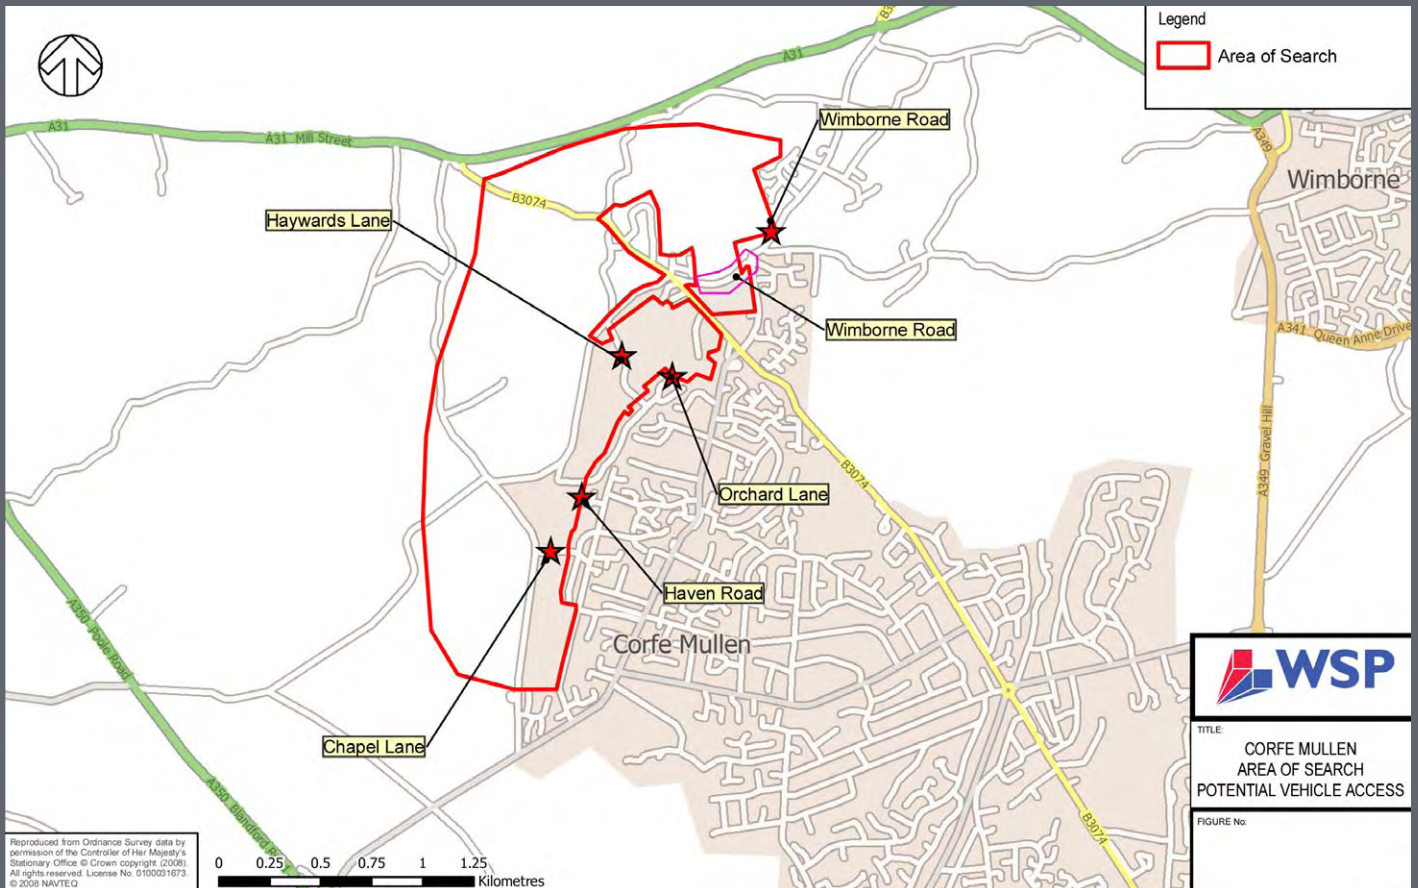 Legend
Area of Search
A31
A31
A31 Mill Street
B3074
Wimborne Road
A349
Wimborne
Haywards Lane
Wimborne Road
A341 Queen Anne Drive
A349 Gravel Hill
B3074
Orchard Lane
Haven Road
Corfe Mullen
A350 Poole Road
Chapel Lane
A350 Blandford
B3074
WSP
TITLE:
CORFE MULLEN
AREA OF SEARCH
POTENTIAL VEHICLE ACCESS
FIGURE No:
Reproduced from Ordnance Survey data by
permission of the Controller of Her Majesty's
Stationary Office © Crown copyright (2008).
All rights reserved. License No. 0100031673.
© 2008 NAVTEQ
0 0.25 0.5 0.75 1 1.25
Kilometres